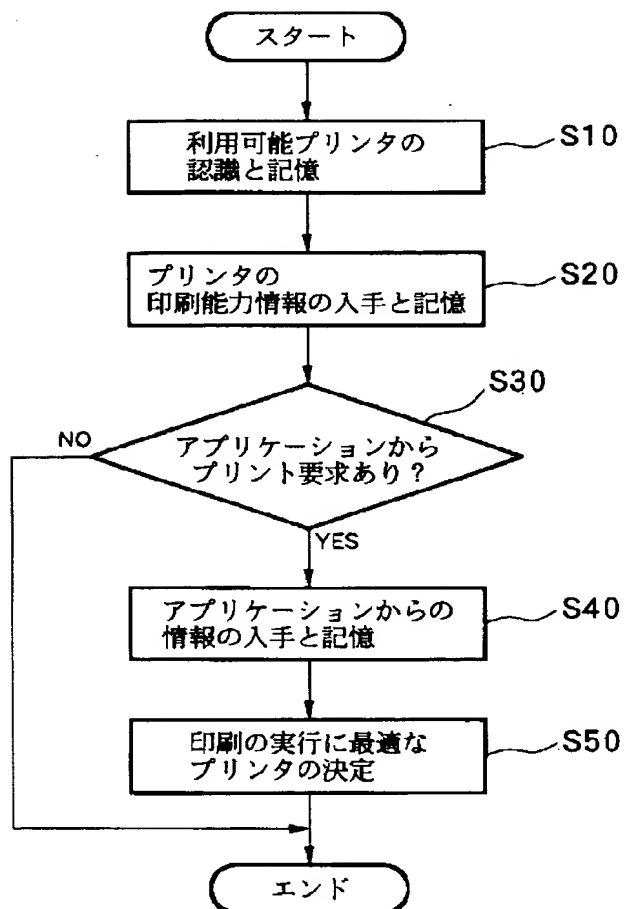 スタート
利用可能プリンタの
認識と記憶
S10
プリンタの
印刷能力情報の入手と記憶
S20
S30
NO
アプリケーションから
プリント要求あり？
YES
アプリケーションからの
情報の入手と記憶
S40
印刷の実行に最適な
プリンタの決定
S50
エンド